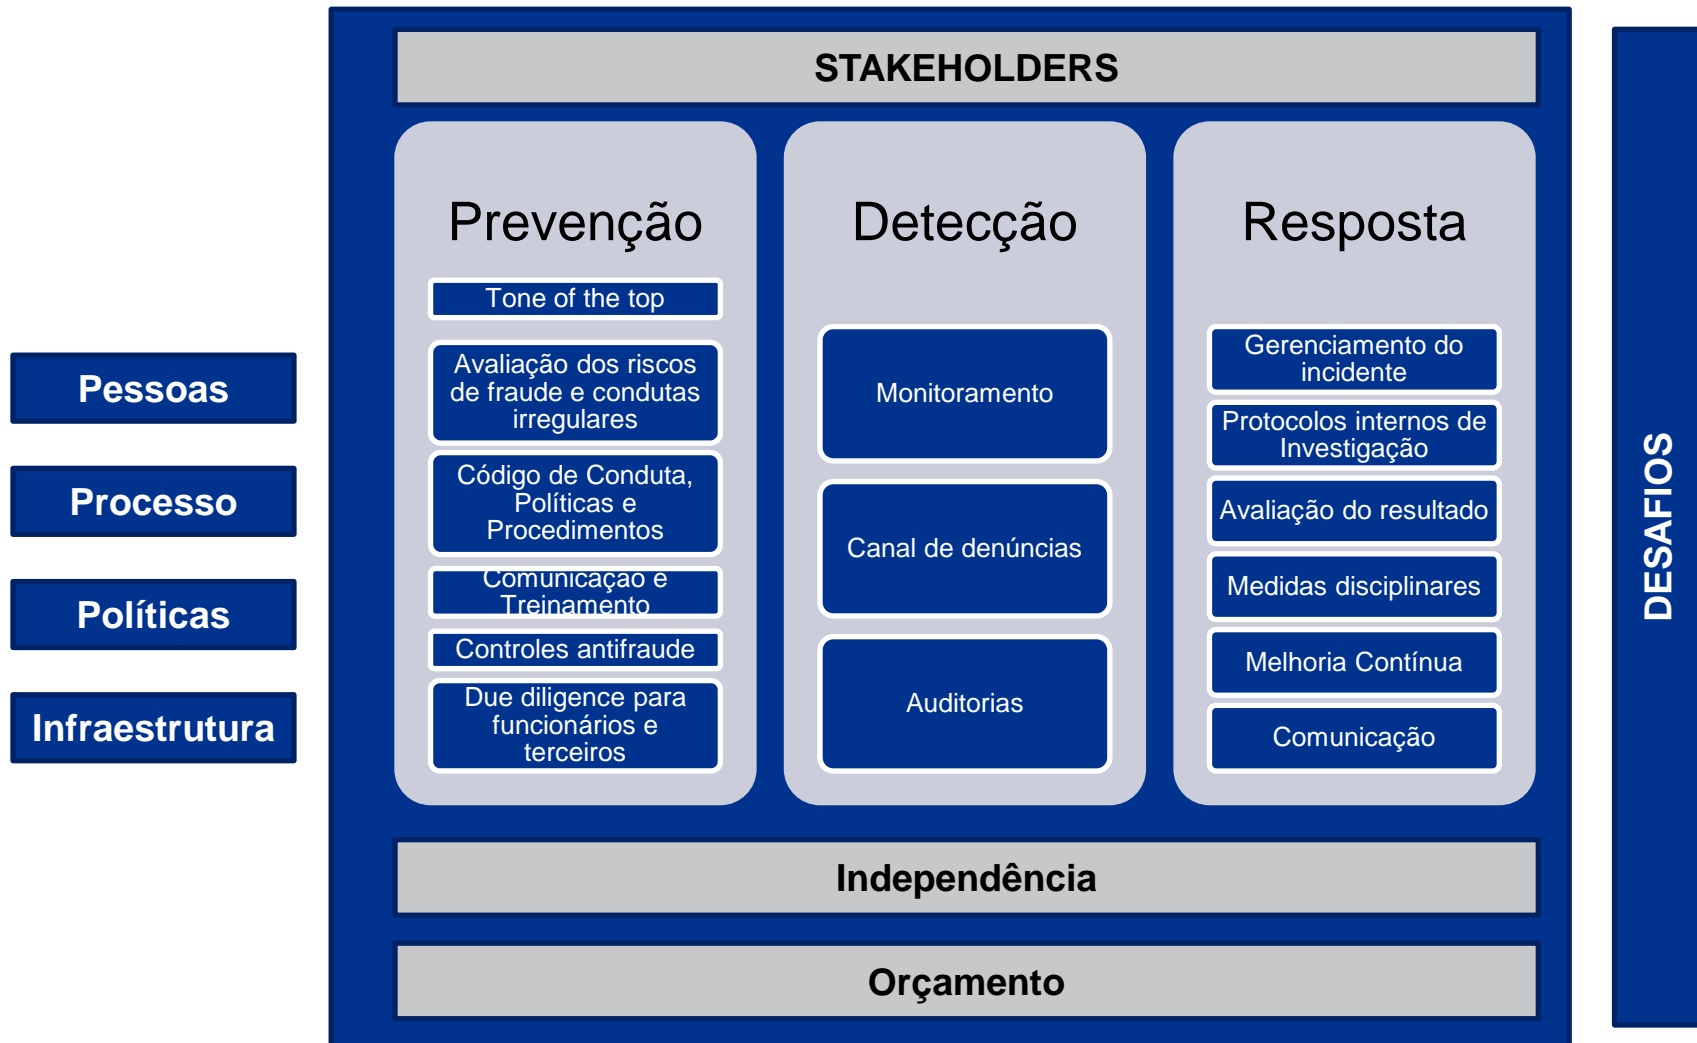 STAKEHOLDERS
Pessoas
Processo
Políticas
Infraestrutura
Prevenção
Tone of the top
Avaliação dos riscos
de fraude e condutas
irregulares
Código de Conduta,
Políticas e
Procedimentos
Comunicação e
Treinamento
Controles antifraude
Due diligence para
funcionários e
terceiros
Detecção
Monitoramento
Canal de denúncias
Auditorias
Resposta
Gerenciamento do
incidente
Protocolos internos de
Investigação
Avaliação do resultado
Medidas disciplinares
Melhoria Contínua
Comunicação
Independência
Orçamento
DESAFIOS